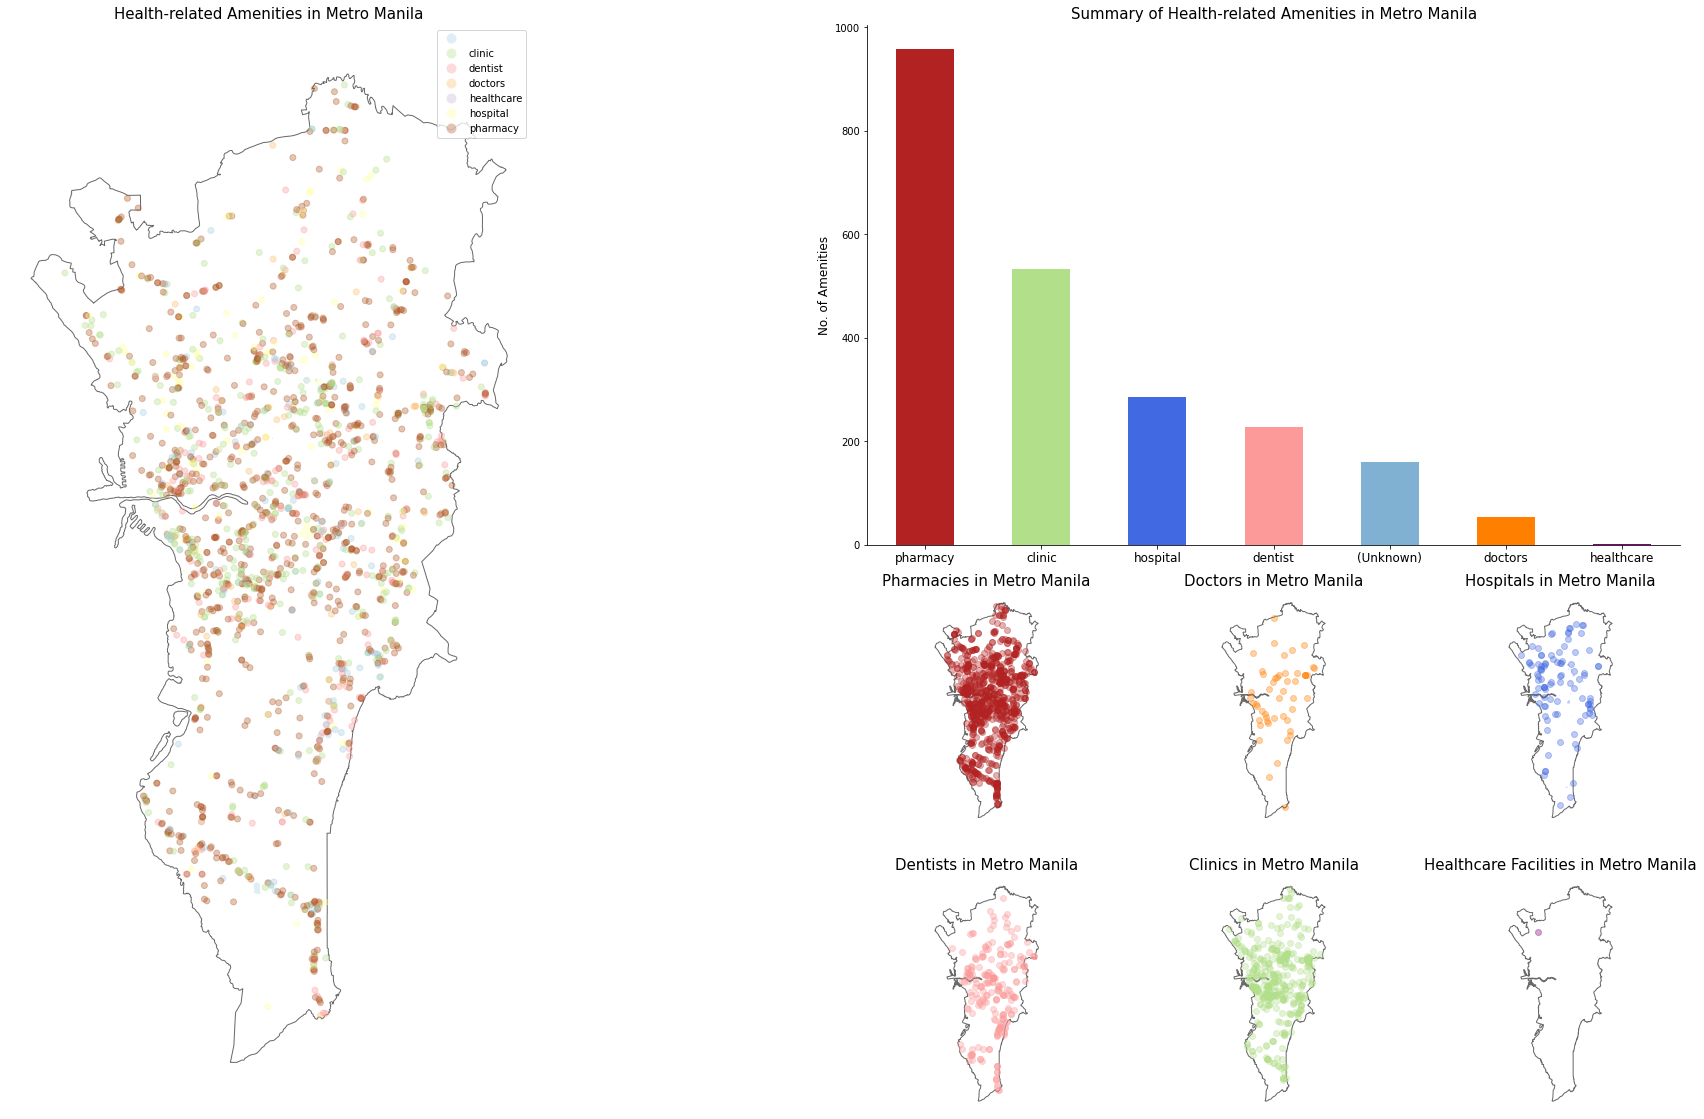 Health-related Amenities in Metro Manila
clinic
dentist
doctors
healthcare
hospital
pharmacy
Summary of Health-related Amenities in Metro Manila
No. of Amenities
1000
800
600
400
200
0
pharmacy clinic hospital dentist (Unknown) doctors healthcare
Pharmacies in Metro Manila Doctors in Metro Manila Hospitals in Metro Manila
Dentists in Metro Manila Clinics in Metro Manila Healthcare Facilities in Metro Manila